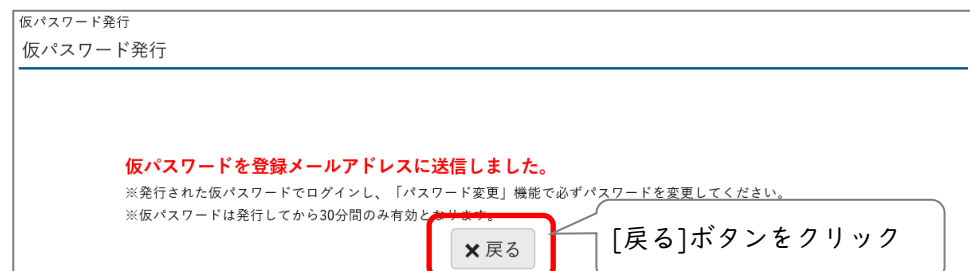 仮パスワード発行
仮パスワード発行
仮パスワードを登録メールアドレスに送信しました。
※発行された仮パスワードでログインし、「パスワード変更」機能で必ずパスワードを変更してください。
※仮パスワードは発行してから30分間のみ有効となります。
✖戻る
[戻る]ボタンをクリック